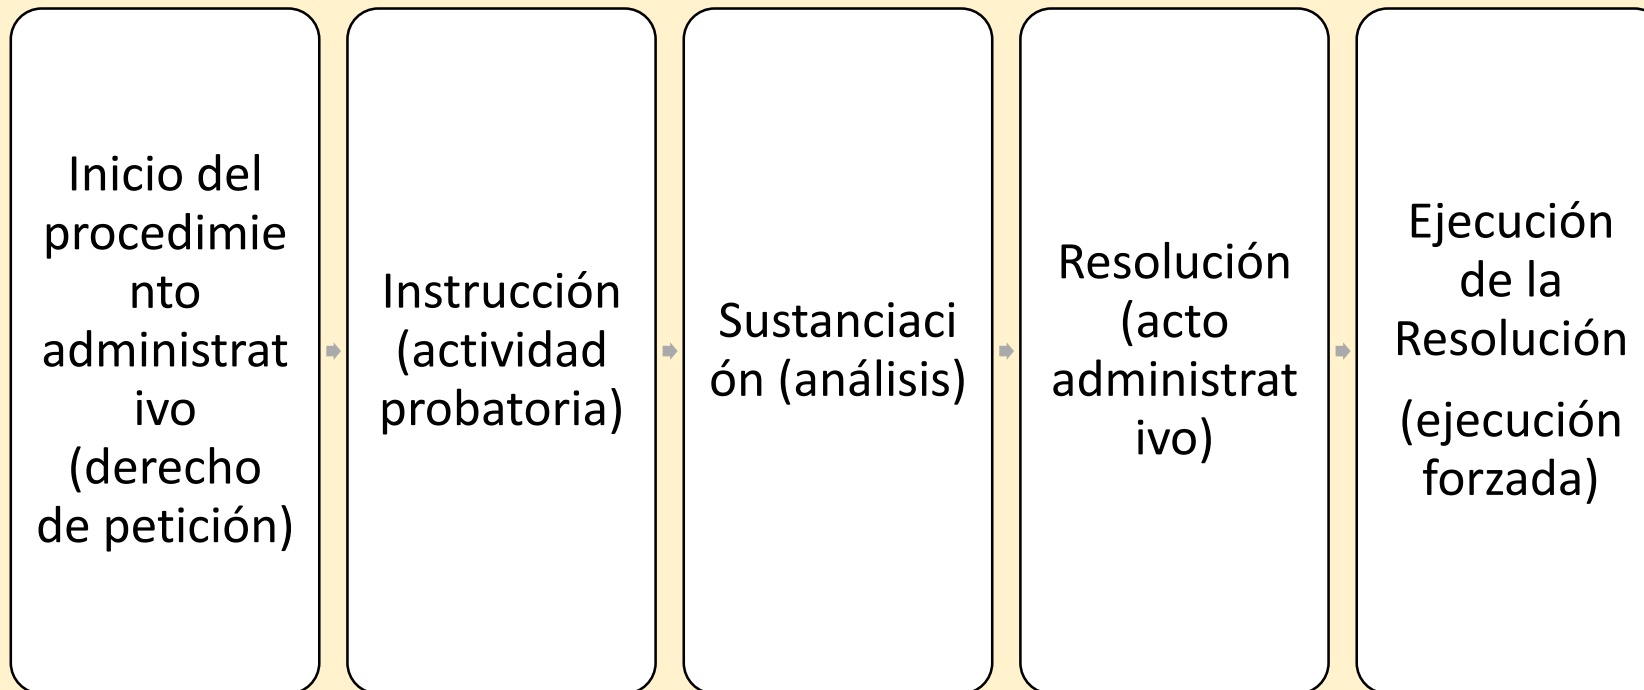 Inicio del
procedimie
nto
administrat
ivo
(derecho
de petición)
Instrucción
(actividad
probatoria)
Sustanciaci
ón (análisis)
Resolución
(acto
administrat
ivo)
Ejecución
de la
Resolución
(ejecución
forzada)